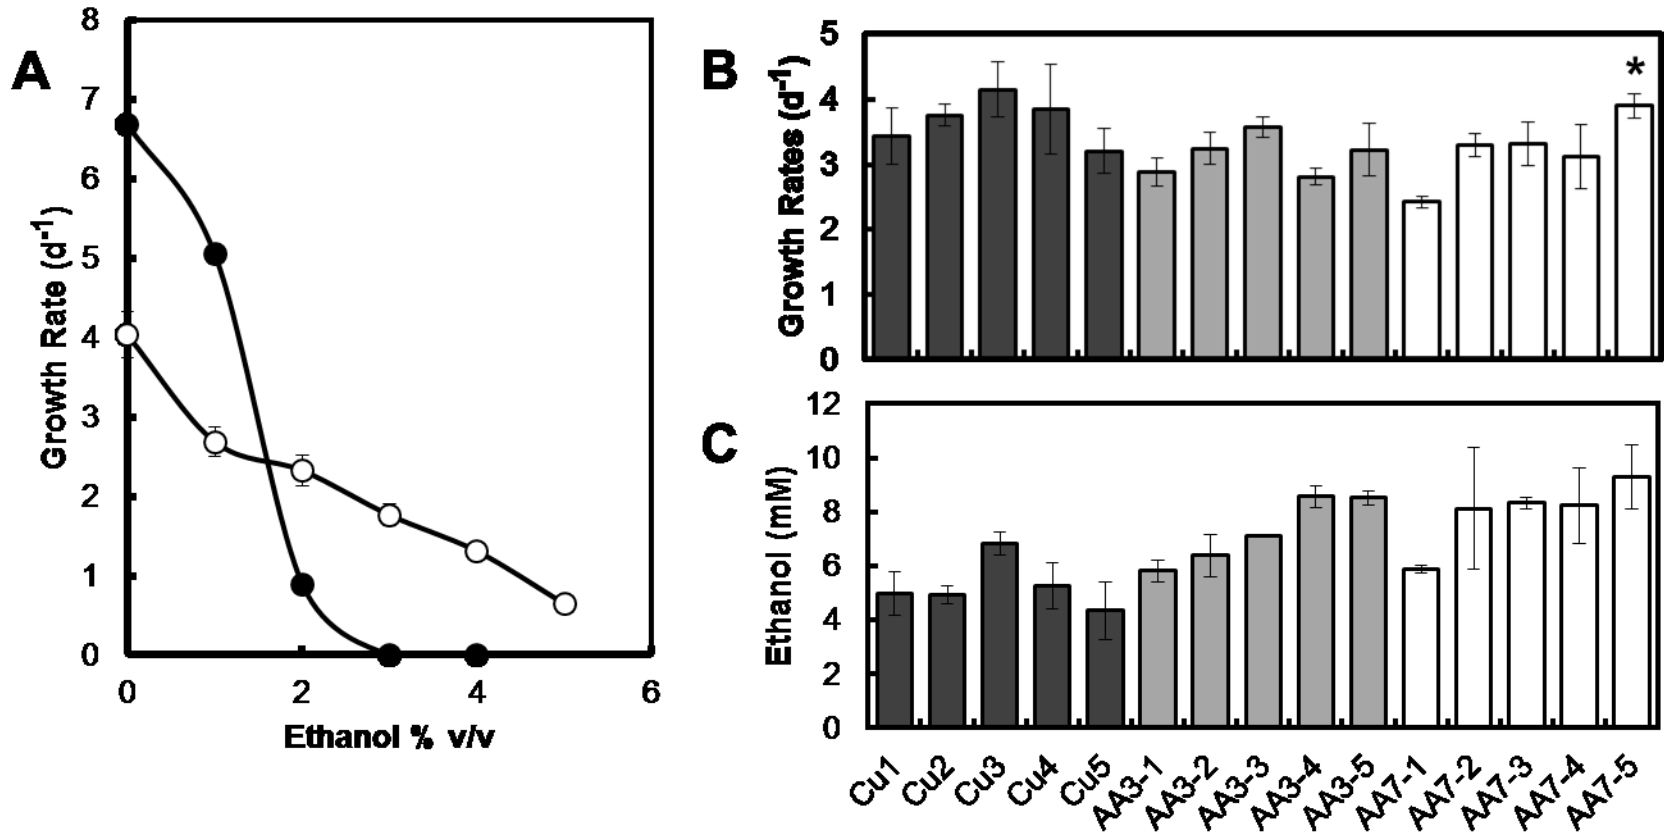 A
Growth Rate (d-1)
8
7
6
5
4
3
2
1
0
0 2 4 6
Ethanol % v/v
B
Growth Rates (d-1)
5
4
3
2
1
0
*
C
Ethanol (mM)
12
10
8
6
4
2
0
Cu1 Cu2 Cu3 Cu4 Cu5 AA3-1 AA3-2 AA3-3 AA3-4 AA3-5 AA7-1 AA7-2 AA7-3 AA7-4 AA7-5